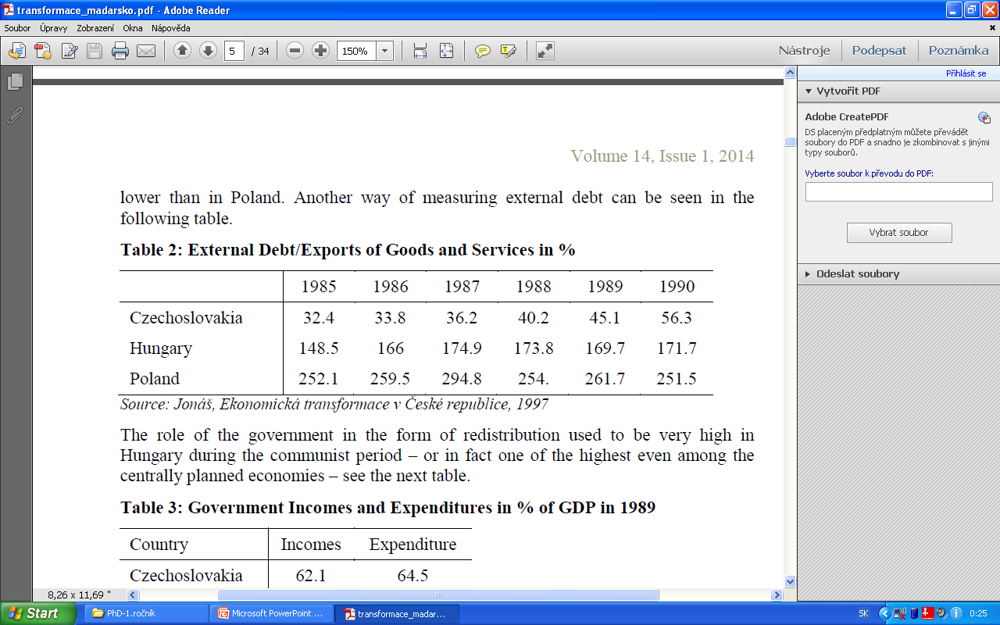 transformace_madarsko.pdf - Adobe Reader
Soubor Úpravy Zobrazení Okna Nápověda
5 / 34 150% Nástroje Podepsat Poznámka
Přihlásit se
Vytvořit PDF
Adobe CreatePDF
DS placeným předplatným můžete převádět
soubory do PDF a snadno je zkombinovat s jinými
typy souborů.
Vyberte soubor k převodu do PDF:
Vybrat soubor
Odeslat soubory
Volume 14, Issue 1, 2014
lower than in Poland. Another way of measuring external debt can be seen in the
following table.
Table 2: External Debt/Exports of Goods and Services in %
1985 1986 1987 1988 1989 1990
Czechoslovakia 32.4 33.8 36.2 40.2 45.1 56.3
Hungary 148.5 166 174.9 173.8 169.7 171.7
Poland 252.1 259.5 294.8 254. 261.7 251.5
Source: Jonáš, Ekonomická transformace v České republice, 1997
The role of the government in the form of redistribution used to be very high in
Hungary during the communist period – or in fact one of the highest even among the
centrally planned economies – see the next table.
Table 3: Government Incomes and Expenditures in % of GDP in 1989
Country Incomes Expenditure
Czechoslovakia 62.1 64.5
8,26 x 11,69 "
Start PhD-1.ročník Microsoft PowerPoint ... transformace_madar... SK 0:25